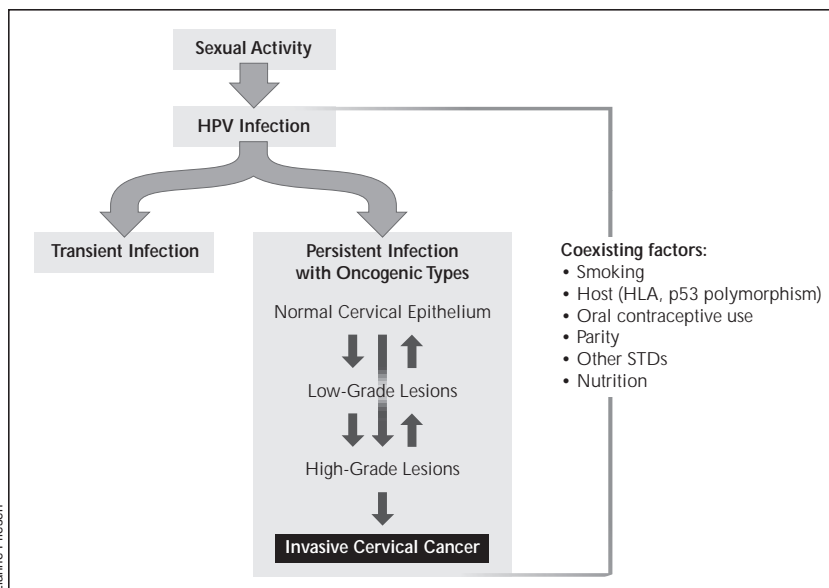 Sexual Activity
HPV Infection
Transient Infection
Persistent Infection
with Oncogenic Types
Normal Cervical Epithelium
Low-Grade Lesions
High-Grade Lesions
Invasive Cervical Cancer
Coexisting factors:
• Smoking
• Host (HLA, p53 polymorphism)
• Oral contraceptive use
• Parity
• Other STDs
• Nutrition